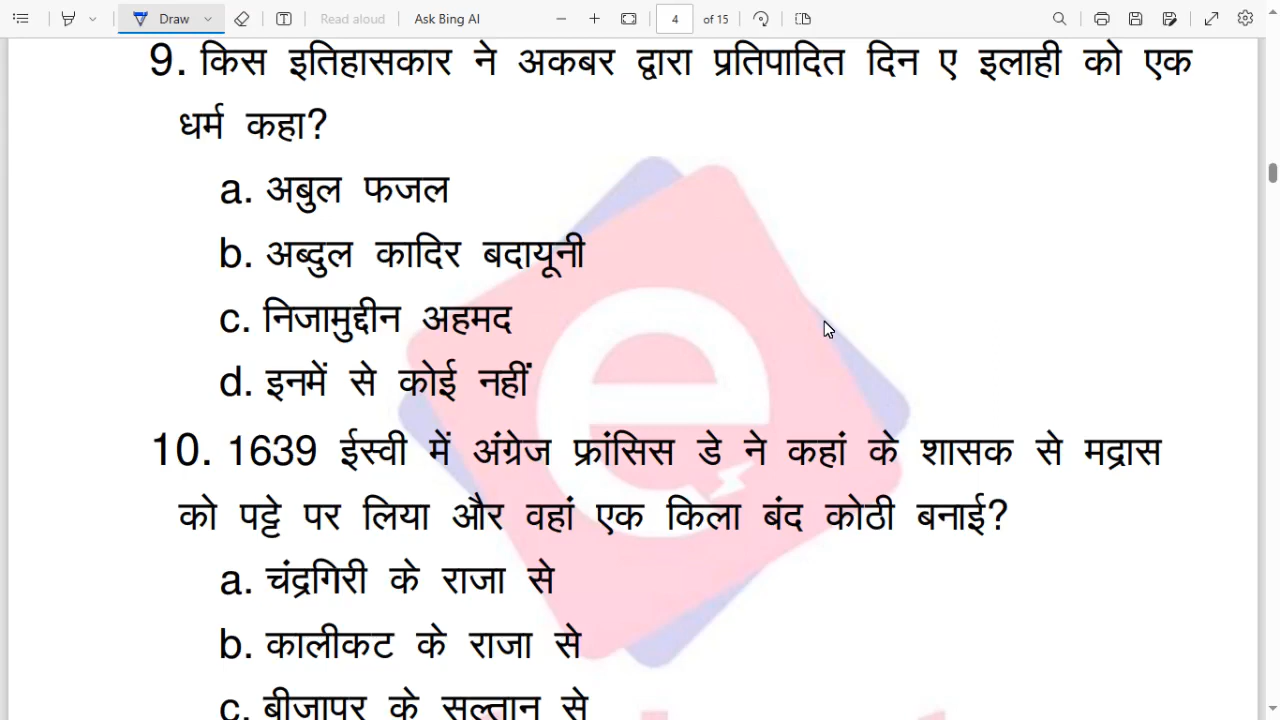 Draw
Read aloud
Ask Bing AI
4
of 15
9. किस इतिहासकार ने अकबर द्वारा प्रतिपादित दिन ए इलाही को एक
धर्म कहा?
a. अबुल फजल
b. अब्दुल कादिर बदायूनी
c. निजामुद्दीन अहमद
d. इनमें से कोई नहीं
10. 1639 ईस्वी में अंग्रेज फ्रांसिस डे ने कहां के शासक से मद्रास
को पट्टे पर लिया और वहां एक किला बंद कोठी बनाई?
a. चंद्रगिरी के राजा से
b. कालीकट के राजा से
c. बीजापुर के सुल्तान से